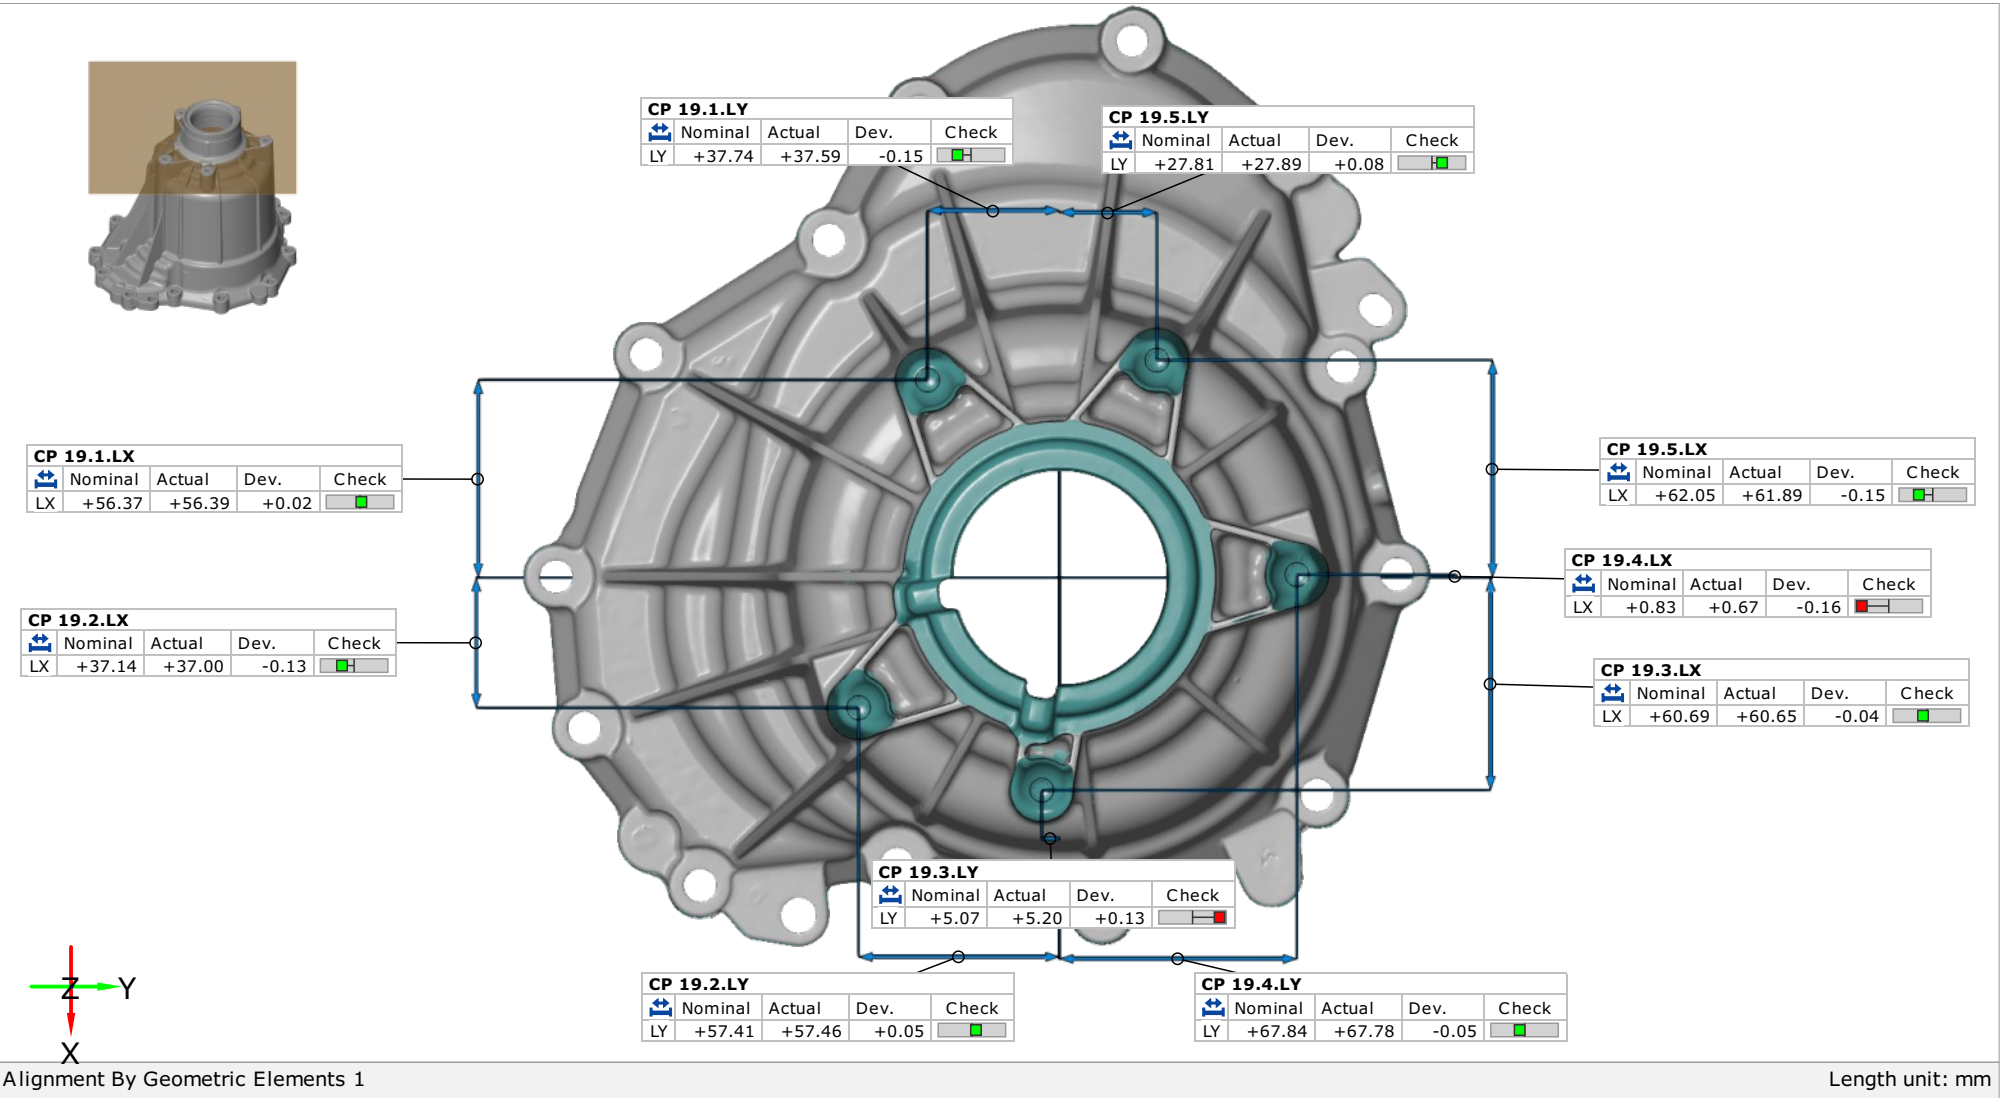 CP 19.1.LY
Nominal Actual Dev. Check
LY +37.74 +37.59 -0.15
CP 19.5.LY
Nominal Actual Dev. Check
LY +27.81 +27.89 +0.08
CP 19.1.LX
Nominal Actual Dev. Check
LX +56.37 +56.39 +0.02
CP 19.5.LX
Nominal Actual Dev. Check
LX +62.05 +61.89 -0.15
CP 19.4.LX
Nominal Actual Dev. Check
LX +0.83 +0.67 -0.16
CP 19.2.LX
Nominal Actual Dev. Check
LX +37.14 +37.00 -0.13
CP 19.3.LX
Nominal Actual Dev. Check
LX +60.69 +60.65 -0.04
CP 19.3.LY
Nominal Actual Dev. Check
LY +5.07 +5.20 +0.13
CP 19.2.LY
Nominal Actual Dev. Check
LY +57.41 +57.46 +0.05
CP 19.4.LY
Nominal Actual Dev. Check
LY +67.84 +67.78 -0.05
Z Y
X
Alignment By Geometric Elements 1
Length unit: mm